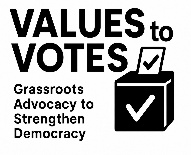 VALUES to
VOTES
Grassroots
Advocacy to
Strengthen
Democracy